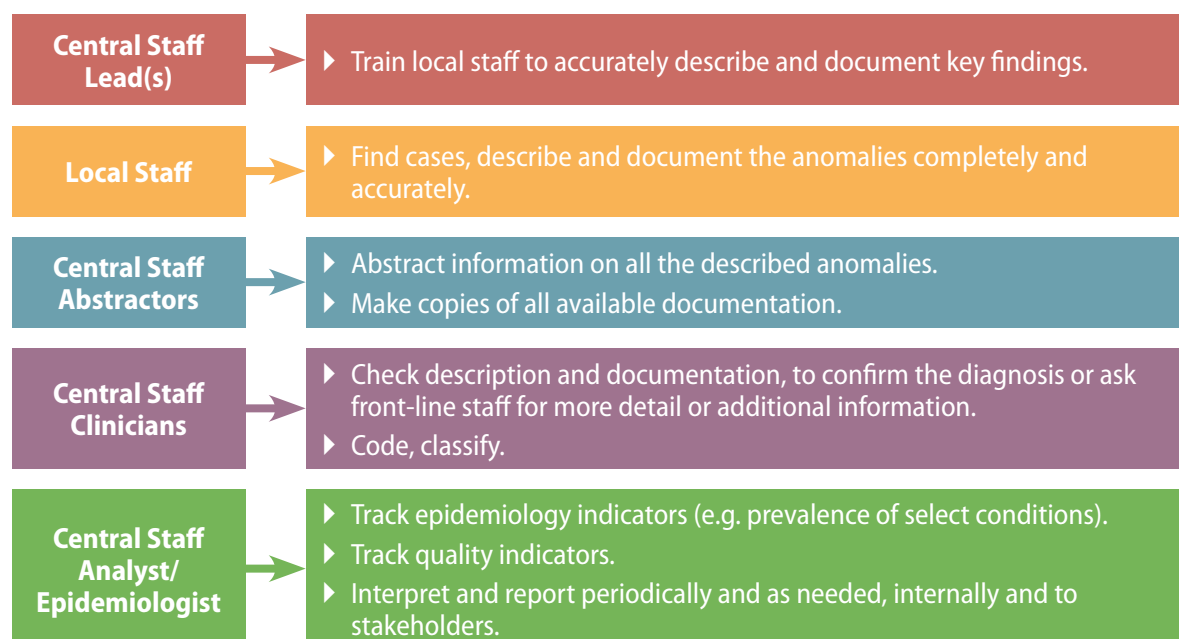 Central Staff
Lead(s)
▶ Train local staff to accurately describe and document key findings.
Local Staff
▶ Find cases, describe and document the anomalies completely and
accurately.
Central Staff
Abstractors
▶ Abstract information on all the described anomalies.
▶ Make copies of all available documentation.
Central Staff
Clinicians
▶ Check description and documentation, to confirm the diagnosis or ask
front-line staff for more detail or additional information.
▶ Code, classify.
Central Staff
Analyst/
Epidemiologist
▶ Track epidemiology indicators (e.g. prevalence of select conditions).
▶ Track quality indicators.
▶ Interpret and report periodically and as needed, internally and to
stakeholders.